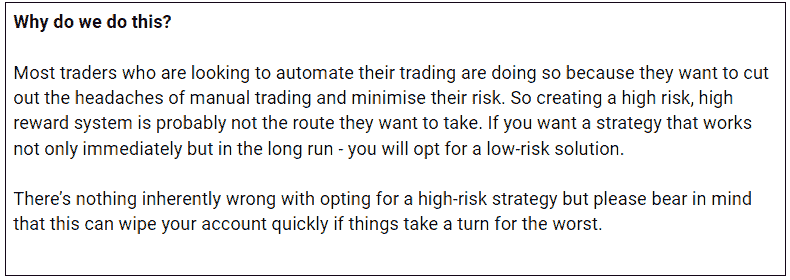 Why do we do this?
Most traders who are looking to automate their trading are doing so because they want to cut
out the headaches of manual trading and minimise their risk. So creating a high risk, high
reward system is probably not the route they want to take. If you want a strategy that works
not only immediately but in the long run - you will opt for a low-risk solution.
There's nothing inherently wrong with opting for a high-risk strategy but please bear in mind
that this can wipe your account quickly if things take a turn for the worst.